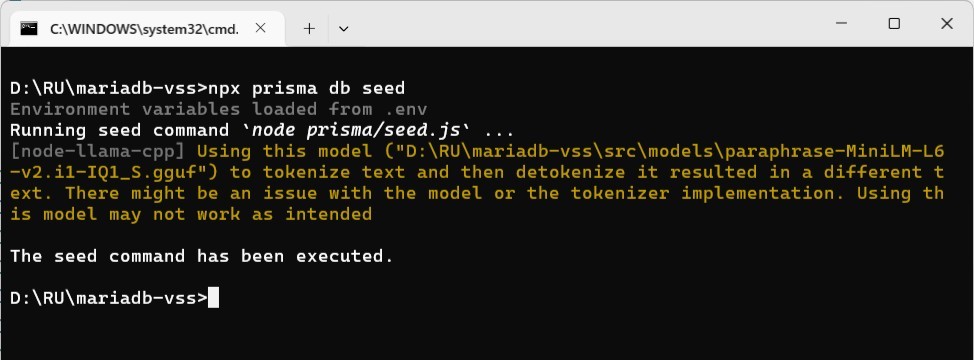 C:\WINDOWS\system32\cmd.
D:\RU\mariadb-vss>npx prisma db seed
Environment variables loaded from .env
Running seed command `node prisma/seed.js` ...
[node-llama-cpp] Using this model ("D:\RU\mariadb-vss\src\models\paraphrase-MiniLM-L6
-v2.i1-IQ1_S.gguf") to tokenize text and then detokenize it resulted in a different t
ext. There might be an issue with the model or the tokenizer implementation. Using th
is model may not work as intended
The seed command has been executed.
D:\RU\mariadb-vss>